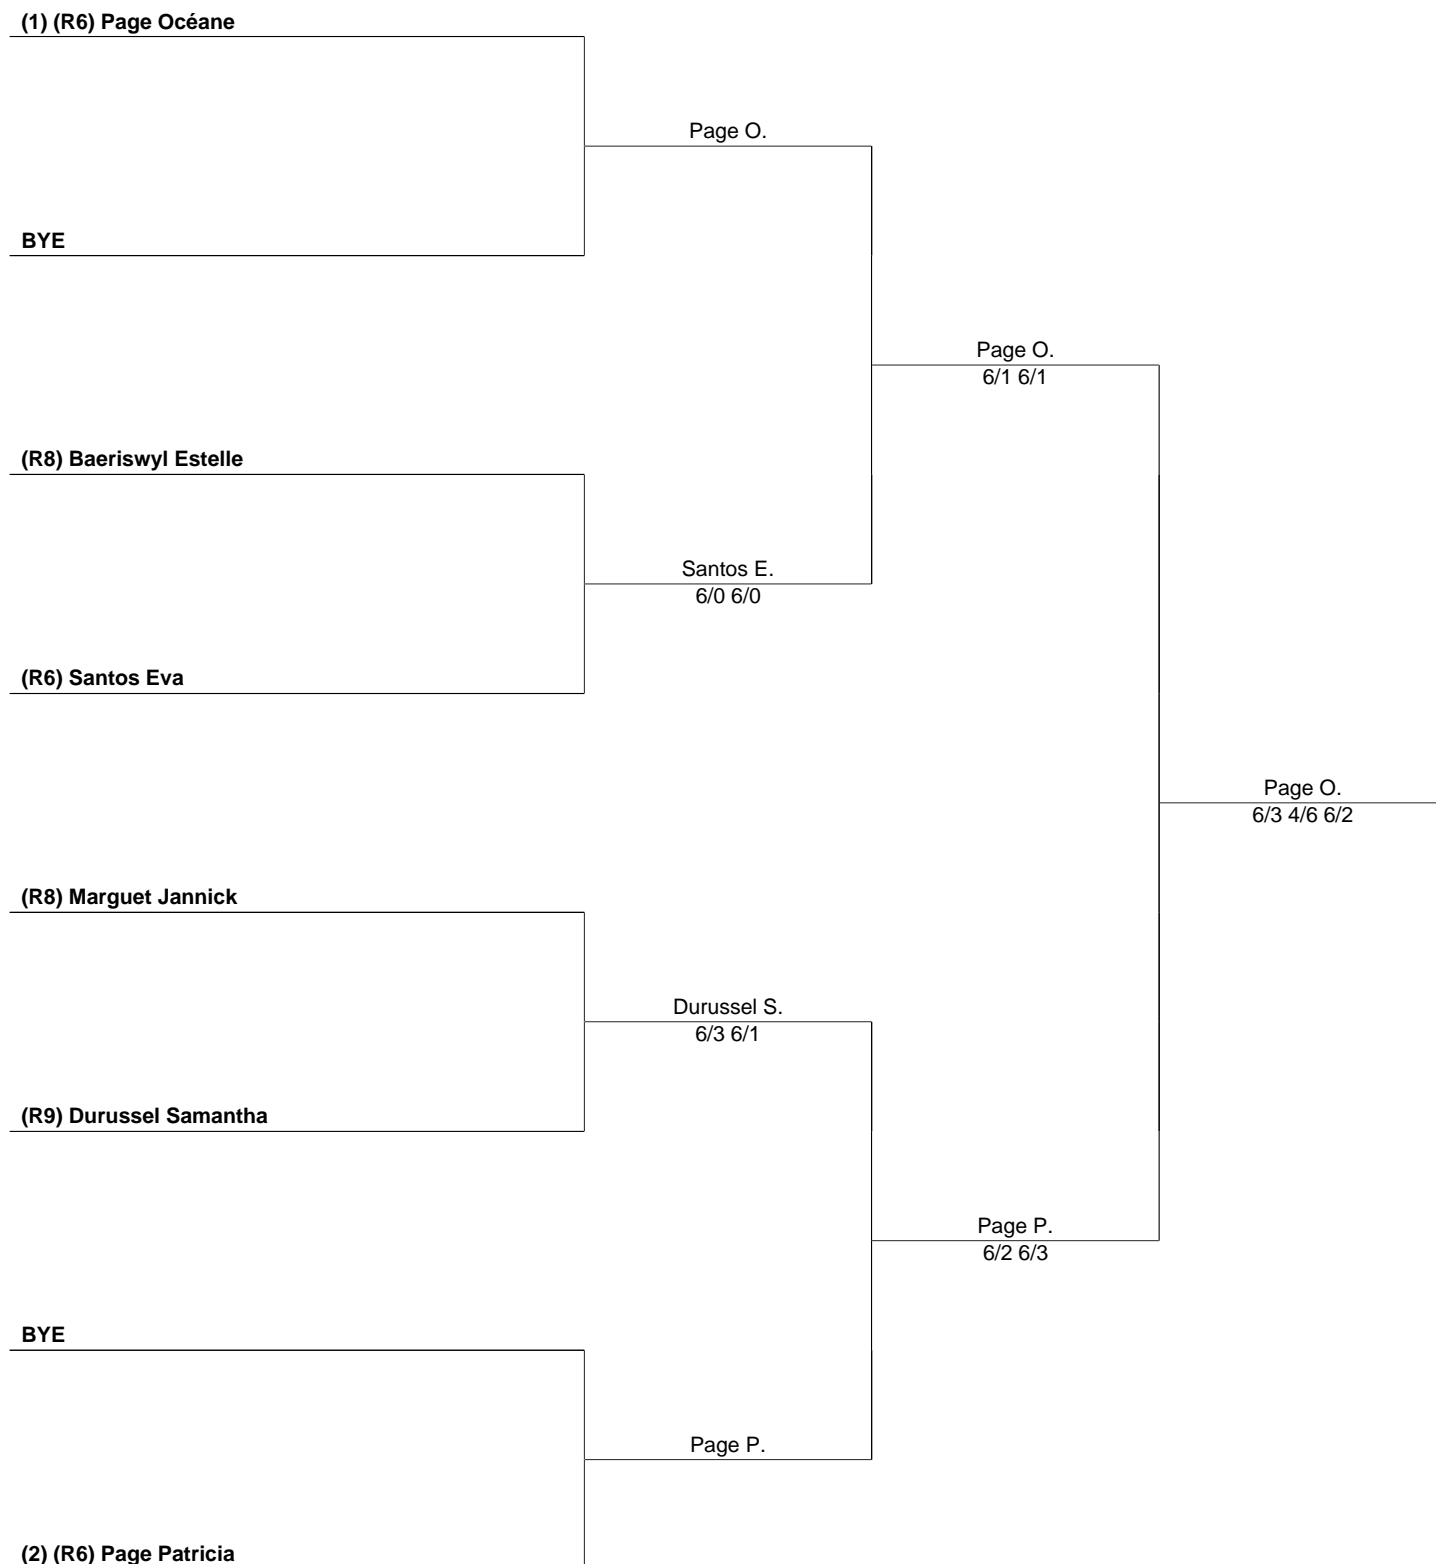 (1) (R6) Page Océane
Page O.
BYE
Page O.
6/1 6/1
(R8) Baeriswyl Estelle
Santos E.
6/0 6/0
(R6) Santos Eva
Page O.
6/3 4/6 6/2
(R8) Marguet Jannick
Durussel S.
6/3 6/1
(R9) Durussel Samantha
Page P.
6/2 6/3
BYE
Page P.
(2) (R6) Page Patricia